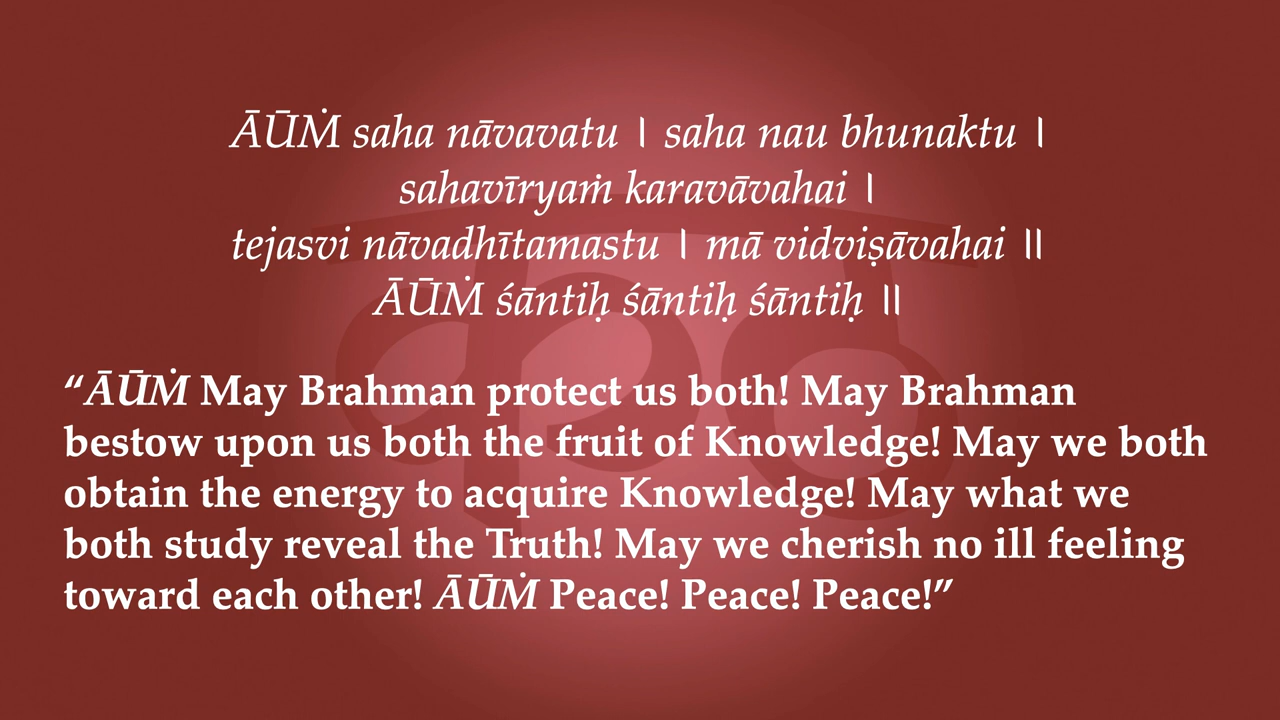 ĀŪṀ saha nāvavatu । saha nau bhunaktu ।
sahavīryaṁ karavāvahai ।
tejasvi nāvadhītamastu । mā vidviṣāvahai ॥
ĀŪṀ śāntiḥ śāntiḥ śāntiḥ ॥
“ĀŪṀ May Brahman protect us both! May Brahman
bestow upon us both the fruit of Knowledge! May we both
obtain the energy to acquire Knowledge! May what we
both study reveal the Truth! May we cherish no ill feeling
toward each other! ĀŪṀ Peace! Peace! Peace!”